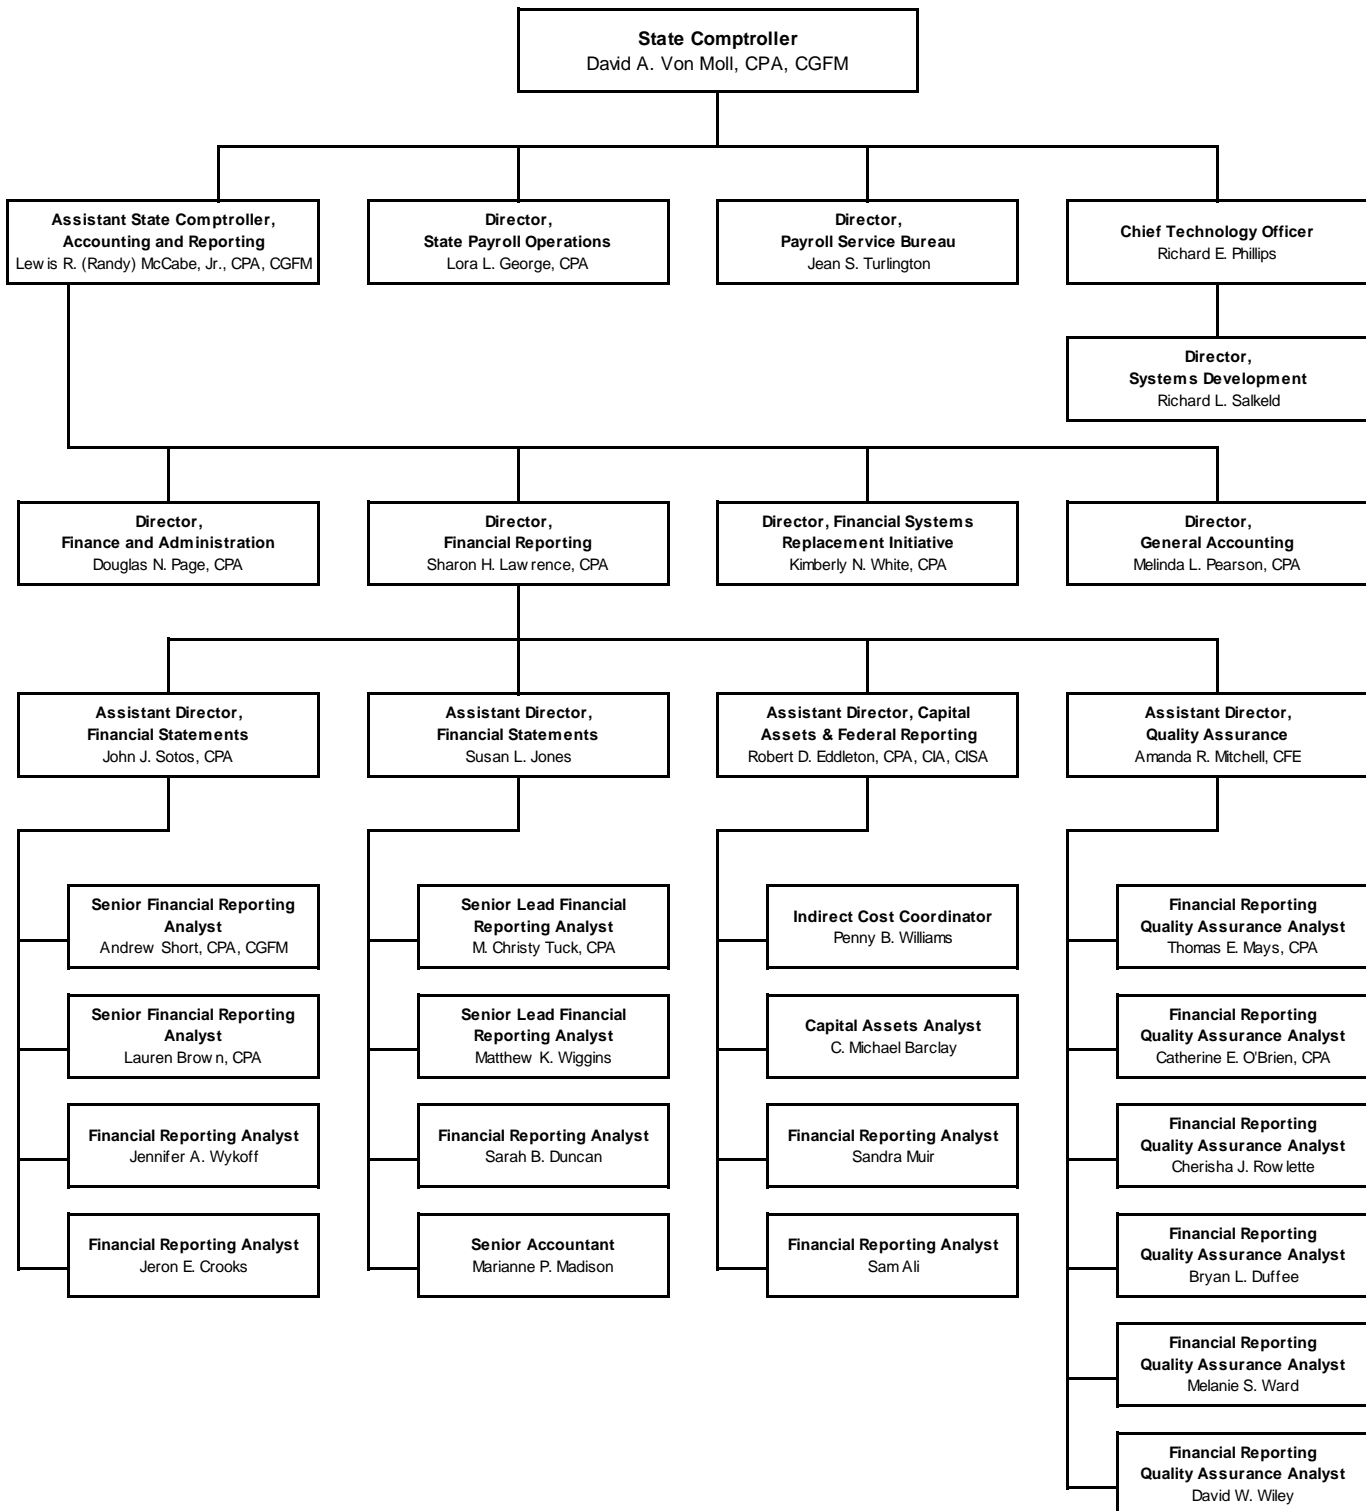 State Comptroller
David A. Von Moll, CPA, CGFM
Assistant State Comptroller,
Accounting and Reporting
Lewis R. (Randy) McCabe, Jr., CPA, CGFM
Director,
State Payroll Operations
Lora L. George, CPA
Director,
Payroll Service Bureau
Jean S. Turlington
Chief Technology Officer
Richard E. Phillips
Director,
Systems Development
Richard L. Salkeld
Director,
Finance and Administration
Douglas N. Page, CPA
Director,
Financial Reporting
Sharon H. Lawrence, CPA
Director, Financial Systems
Replacement Initiative
Kimberly N. White, CPA
Director,
General Accounting
Melinda L. Pearson, CPA
Assistant Director,
Financial Statements
John J. Sotos, CPA
Assistant Director,
Financial Statements
Susan L. Jones
Assistant Director, Capital
Assets & Federal Reporting
Robert D. Eddleton, CPA, CIA, CISA
Assistant Director,
Quality Assurance
Amanda R. Mitchell, CFE
Senior Financial Reporting
Analyst
Andrew Short, CPA, CGFM
Senior Financial Reporting
Analyst
Lauren Brown, CPA
Financial Reporting Analyst
Jennifer A. Wykoff
Financial Reporting Analyst
Jeron E. Crooks
Senior Lead Financial
Reporting Analyst
M. Christy Tuck, CPA
Senior Lead Financial
Reporting Analyst
Matthew K. Wiggins
Financial Reporting Analyst
Sarah B. Duncan
Senior Accountant
Marianne P. Madison
Indirect Cost Coordinator
Penny B. Williams
Capital Assets Analyst
C. Michael Barclay
Financial Reporting Analyst
Sandra Muir
Financial Reporting Analyst
Sam Ali
Financial Reporting
Quality Assurance Analyst
Thomas E. Mays, CPA
Financial Reporting
Quality Assurance Analyst
Catherine E. O'Brien, CPA
Financial Reporting
Quality Assurance Analyst
Cherisha J. Rowlette
Financial Reporting
Quality Assurance Analyst
Bryan L. Duffee
Financial Reporting
Quality Assurance Analyst
Melanie S. Ward
Financial Reporting
Quality Assurance Analyst
David W. Wiley